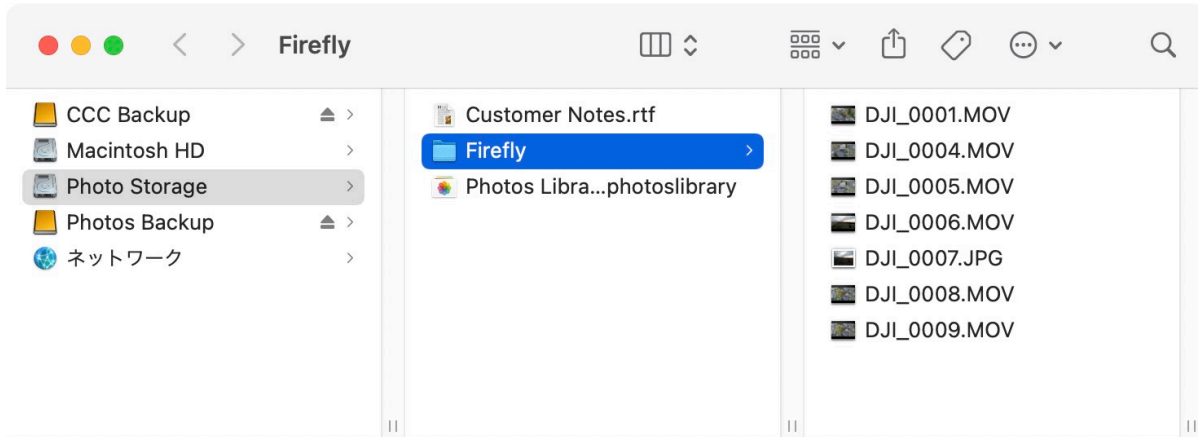 Firefly
CCC Backup
Macintosh HD
Photo Storage
Photos Backup
ネットワーク
Customer Notes.rtf
Firefly
Photos Libra...photoslibrary
DJI_0001.MOV
DJI_0004.MOV
DJI_0005.MOV
DJI_0006.MOV
DJI_0007.JPG
DJI_0008.MOV
DJI_0009.MOV